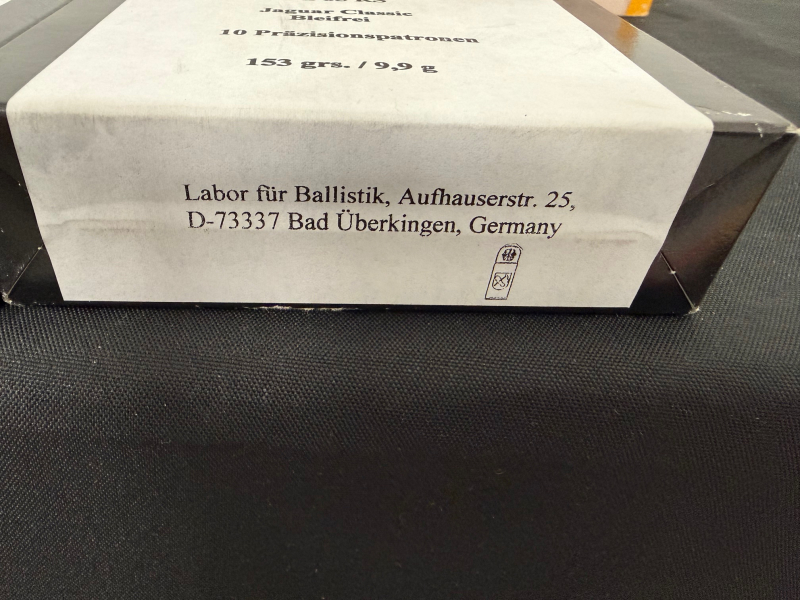 Jaguar Classic
Bleifrei
10 Präzisionspatronen
153 grs. / 9,9 g
Labor für Ballistik, Aufhauserstr. 25,
D-73337 Bad Überkingen, Germany